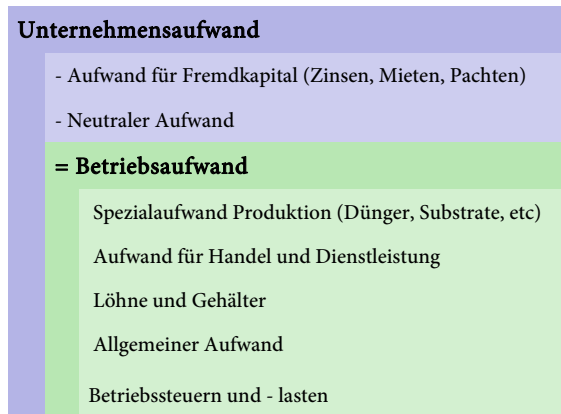 Unternehmensaufwand
- Aufwand für Fremdkapital (Zinsen, Mieten, Pachten)
- Neutraler Aufwand
= Betriebsaufwand
Spezialaufwand Produktion (Dünger, Substrate, etc)
Aufwand für Handel und Dienstleistung
Löhne und Gehälter
Allgemeiner Aufwand
Betriebssteuern und - lasten